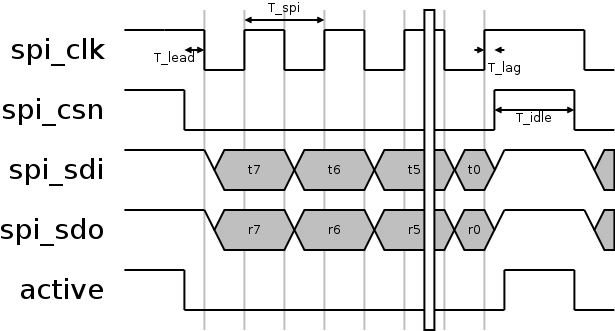 T_spi
spi_clk
T_lead
T_lag
spi_csn
T_idle
spi_sdi t7 t6 t5 t0
spi_sdo r7 r6 r5 r0
active